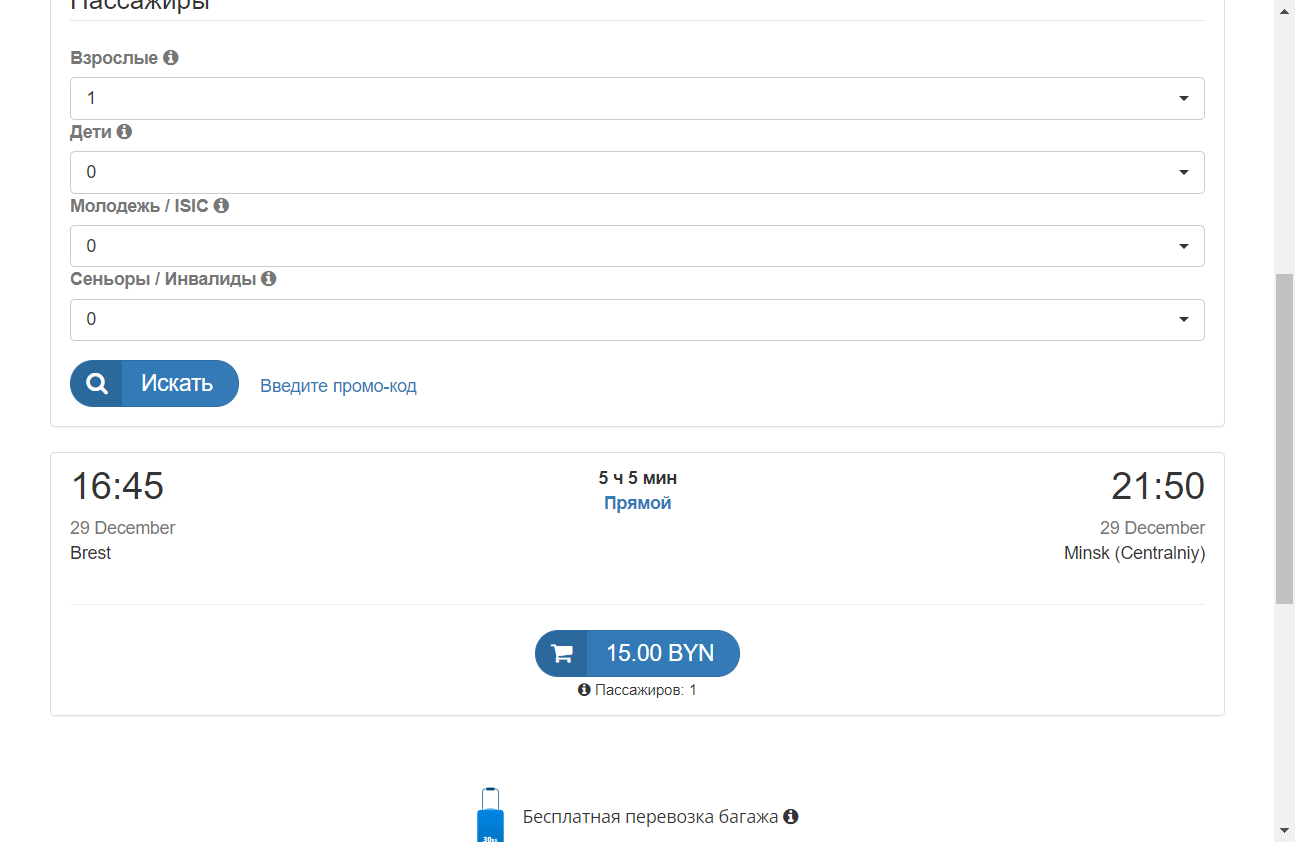 Пассажиры
Взрослые
1
Дети
0
Молодежь / ISIC
0
Сеньоры / Инвалиды
0
Искать
Введите промо-код
16:45
5 ч 5 мин
21:50
Прямой
29 December
29 December
Brest
Minsk (Centralniy)
15.00 BYN
Пассажиров: 1
Бесплатная перевозка багажа